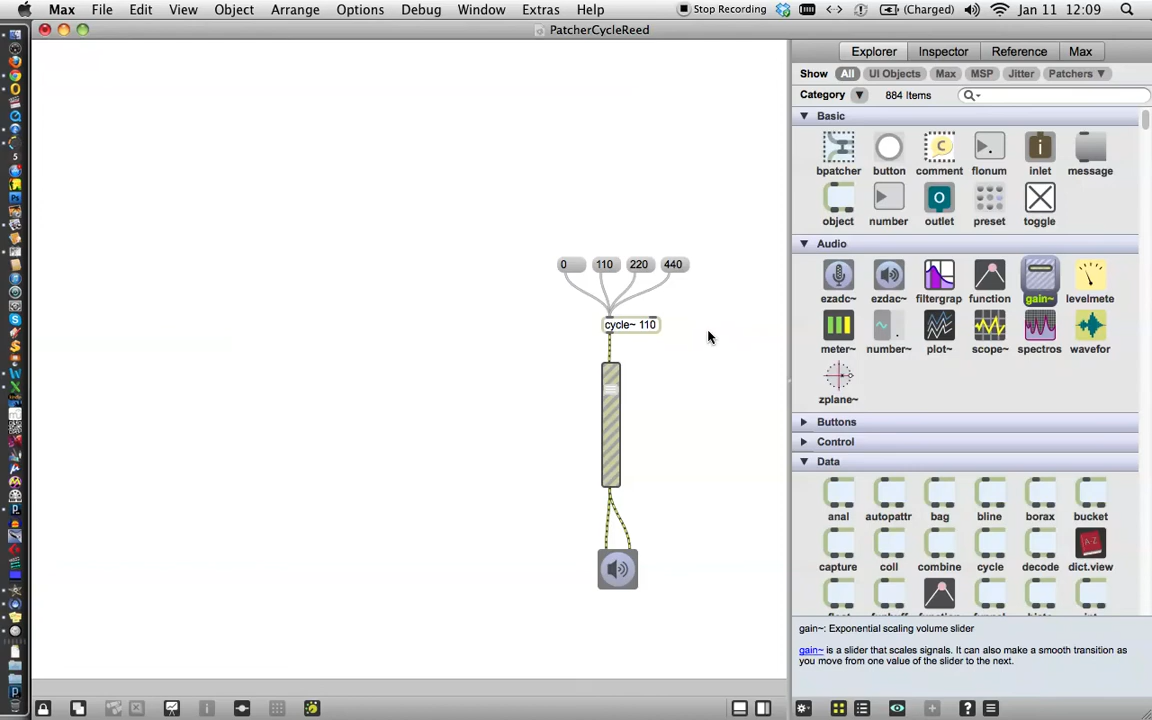 Max File Edit View Object Arrange Options Debug Window Extras Help Stop Recording (Charged) Jan 11 12:09
PatcherCycleReed
Explorer Inspector Reference Max
Show All UI Objects Max MSP Jitter Patchers ▼
Category ▼ 884 Items
Basic
bpatcher button comment flonum inlet message
object number outlet preset toggle
Audio
ezadc~ ezdac~ filtergrap function gain~ levelmete
meter~ number~ plot~ scope~ spectros wavefor
zplane~
Buttons
Control
Data
anal autopattr bag bline borax bucket
capture coll combine cycle decode dict.view
0 110 220 440
cycle~ 110
gain~: Exponential scaling volume slider
gain~ is a slider that scales signals. It can also make a smooth transition as
you move from one value of the slider to the next.